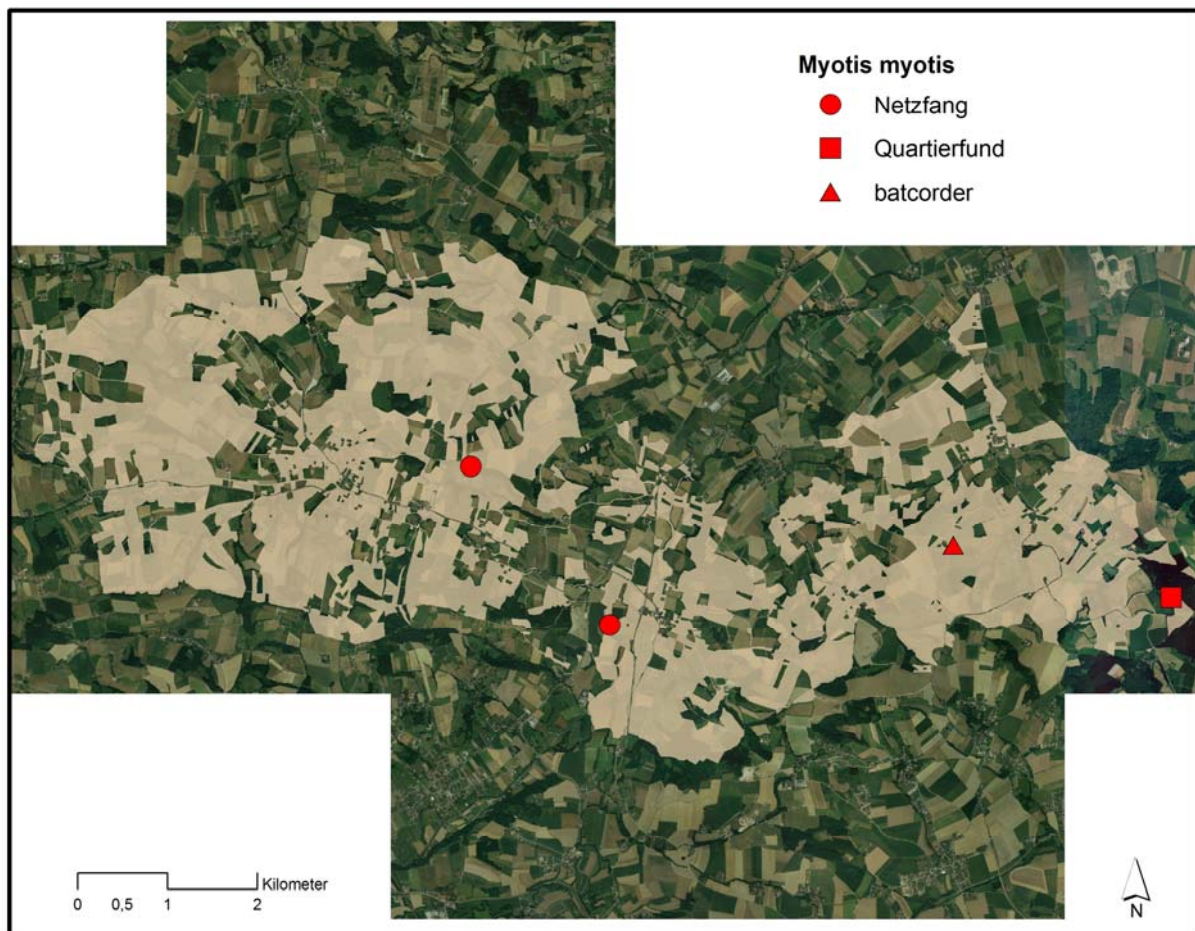 Myotis myotis
Netzfang
Quartierfund
batcorder
Kilometer
0 0,5 1 2
N